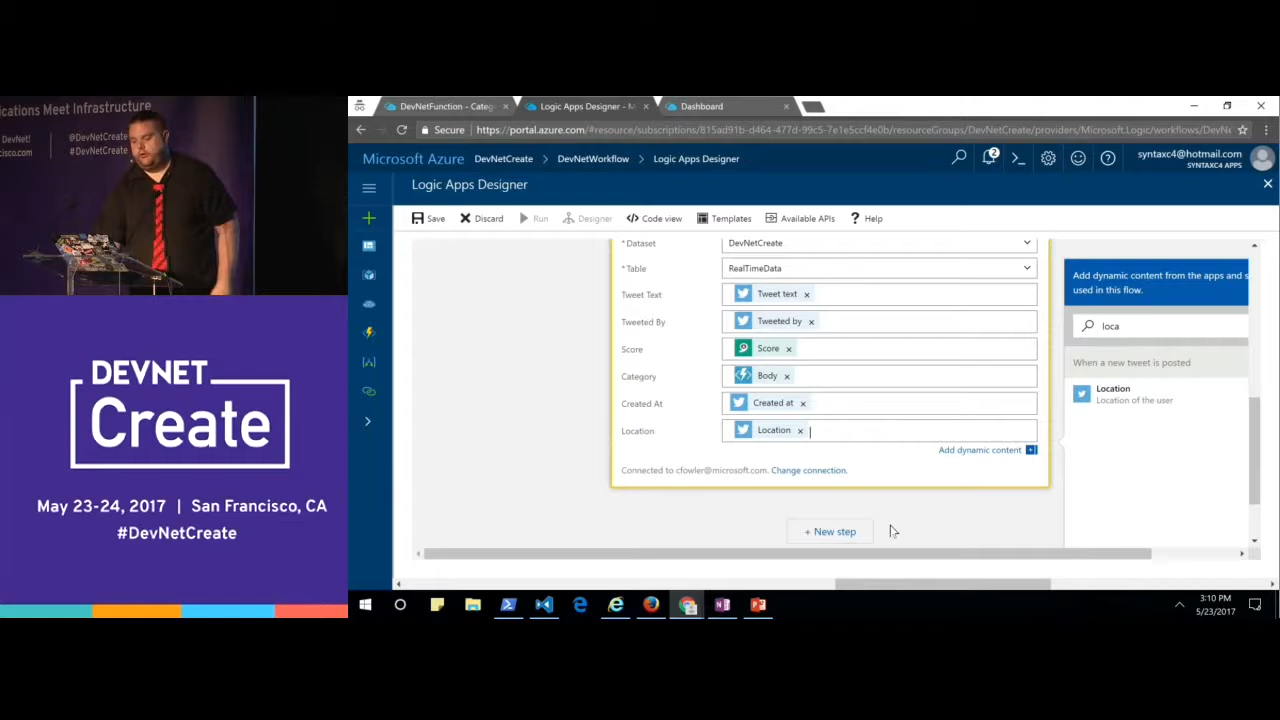 cations Meet Infrastructure
DevNet!
@DevNetCreate
isco.com
#DevNetCreate
DEVNET
Create
May 23-24, 2017 | San Francisco, CA
#DevNetCreate
DevNetFunction - Categ
Logic Apps Designer - M
Dashboard
Secure
https://portal.azure.com/#resource/subscriptions/815ad91b-d464-477d-99c5-7e1e5ccf4e0b/resourceGroups/DevNetCreate/providers/Microsoft.Logic/workflows/DevNe
Microsoft Azure DevNetCreate > DevNetWorkflow > Logic Apps Designer
2
syntaxc4@hotmail.com
SYNTAXC4 APPS
Logic Apps Designer
Save Discard Run Designer Code view Templates Available APIs Help
* Dataset DevNetCreate
* Table RealTimeData
Tweet Text Tweet text
Tweeted By Tweeted by
Score Score
Category Body
Created At Created at
Location Location
Add dynamic content
Connected to cfowler@microsoft.com. Change connection.
+ New step
Add dynamic content from the apps and s
used in this flow.
loca
When a new tweet is posted
Location
Location of the user
3:10 PM
5/23/2017